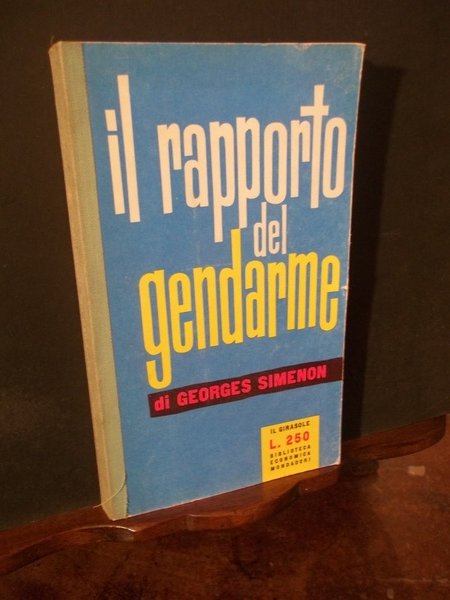 il rapporto
del
gendarme
di GEORGES SIMENON
IL GIRASOLE
L. 250
BIBLIOTECA
ECONOMICA
MONDADORI